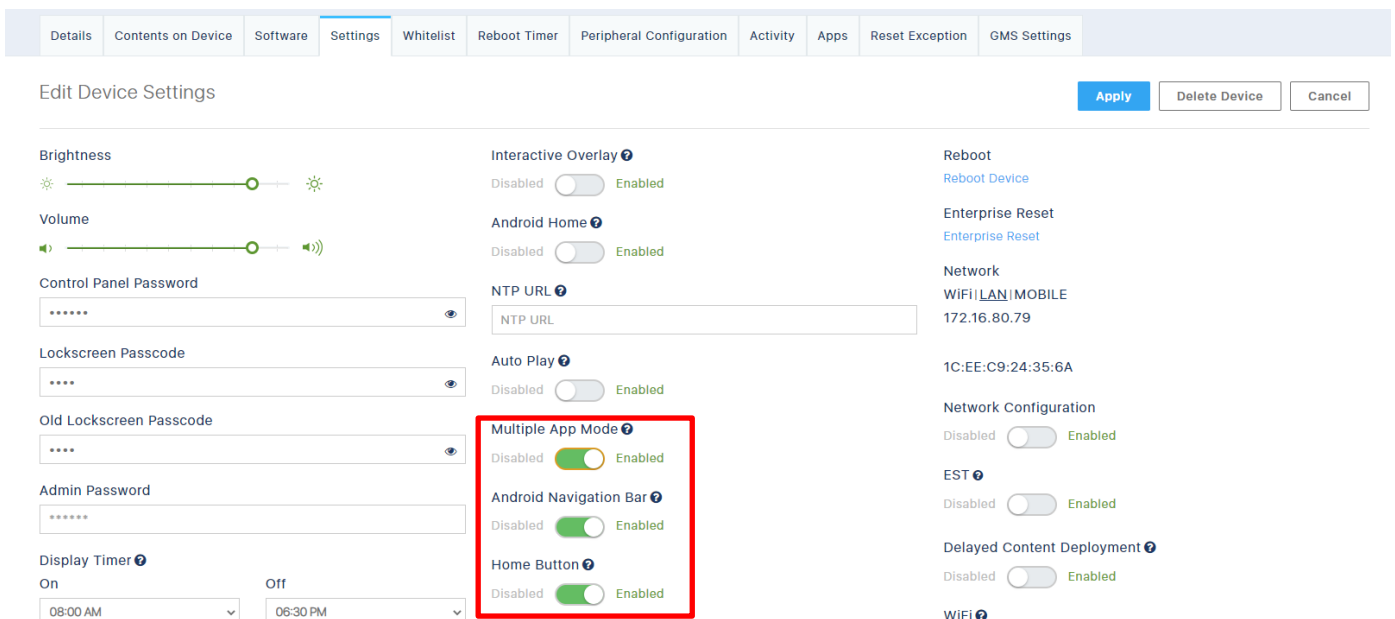 Details Contents on Device Software Settings Whitelist Reboot Timer Peripheral Configuration Activity Apps Reset Exception GMS Settings
Edit Device Settings
Apply Delete Device Cancel
Brightness
Volume
Control Panel Password
••••••
Lockscreen Passcode
••••
Old Lockscreen Passcode
••••
Admin Password
••••••
Display Timer
On Off
08:00 AM 06:30 PM
Interactive Overlay
Disabled Enabled
Android Home
Disabled Enabled
NTP URL
NTP URL
Auto Play
Disabled Enabled
Multiple App Mode
Disabled Enabled
Android Navigation Bar
Disabled Enabled
Home Button
Disabled Enabled
Reboot
Reboot Device
Enterprise Reset
Enterprise Reset
Network
WiFi|LAN|MOBILE
172.16.80.79
1C:EE:C9:24:35:6A
Network Configuration
Disabled Enabled
EST
Disabled Enabled
Delayed Content Deployment
Disabled Enabled
WiFi